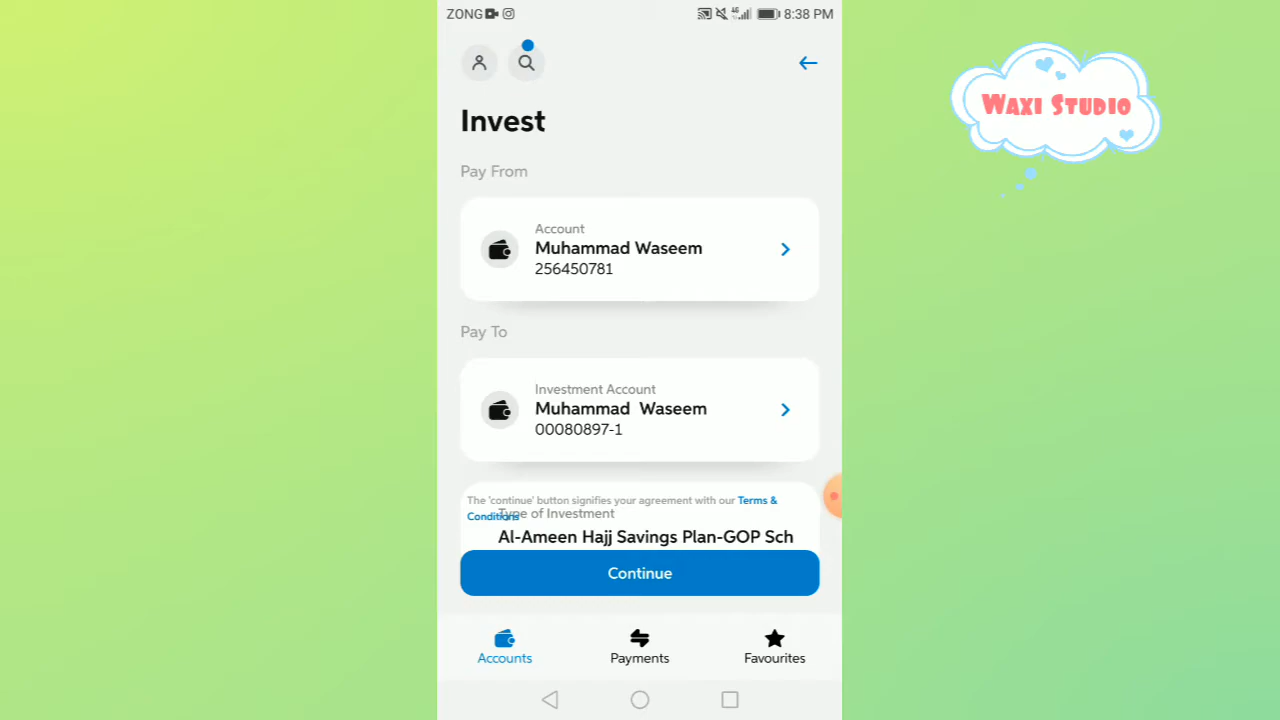 ZONG 4G 8:38 PM
Waxi Studio
Invest
Pay From
Account
Muhammad Waseem
256450781
Pay To
Investment Account
Muhammad  Waseem
00080897-1
The 'continue' button signifies your agreement with our Terms &
Conditions
Type of Investment
Al-Ameen Hajj Savings Plan-GOP Sch
Continue
Accounts
Payments
Favourites